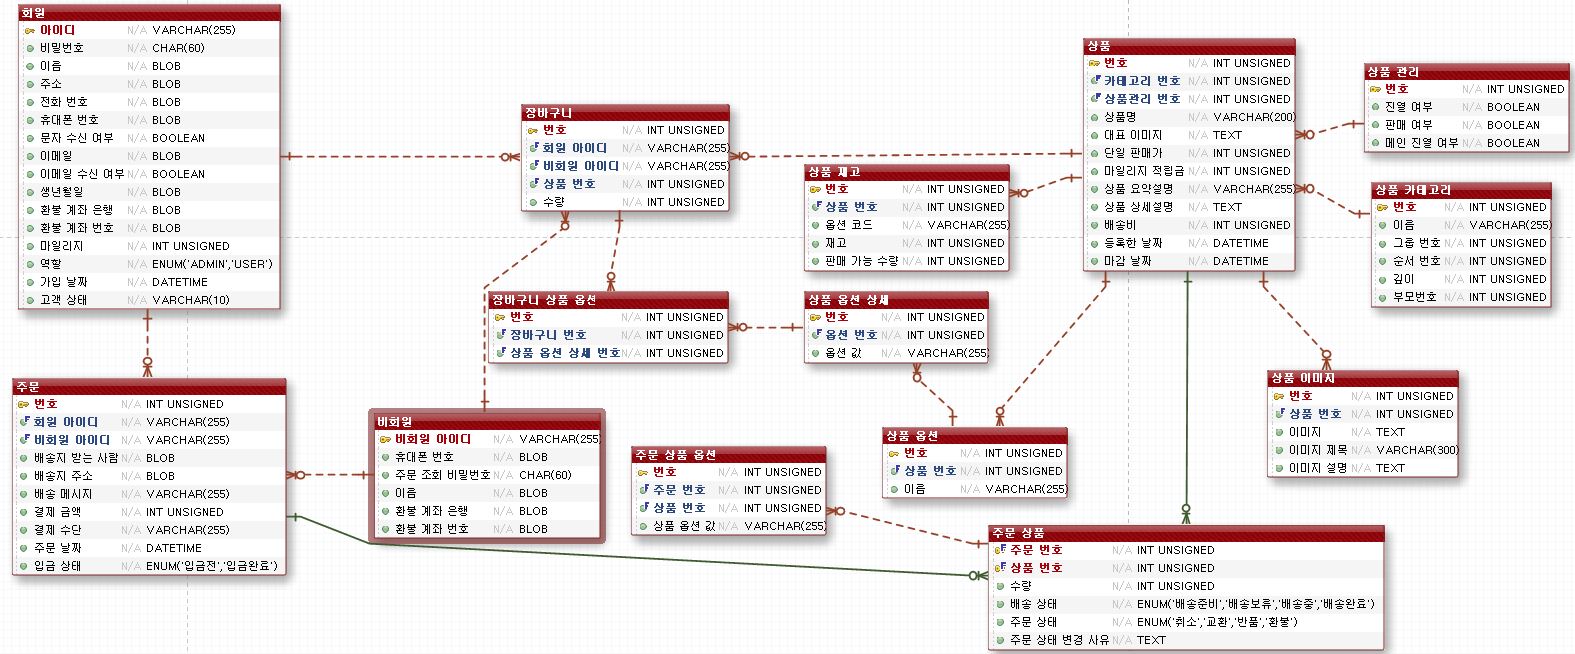 회원
아이디 N/A VARCHAR(255)
비밀번호 N/A CHAR(60)
이름 N/A BLOB
주소 N/A BLOB
전화 번호 N/A BLOB
휴대폰 번호 N/A BLOB
문자 수신 여부 N/A BOOLEAN
이메일 N/A BLOB
이메일 수신 여부 N/A BOOLEAN
생년월일 N/A BLOB
환불 계좌 은행 N/A BLOB
환불 계좌 번호 N/A BLOB
마일리지 N/A INT UNSIGNED
역할 N/A ENUM('ADMIN','USER')
가입 날짜 N/A DATETIME
고객 상태 N/A VARCHAR(10)
장바구니
번호 N/A INT UNSIGNED
회원 아이디 N/A VARCHAR(255)
비회원 아이디 N/A VARCHAR(255)
상품 번호 N/A INT UNSIGNED
수량 N/A INT UNSIGNED
상품
번호 N/A INT UNSIGNED
카테고리 번호 N/A INT UNSIGNED
상품관리 번호 N/A INT UNSIGNED
상품명 N/A VARCHAR(200)
대표 이미지 N/A TEXT
단일 판매가 N/A INT UNSIGNED
마일리지 적립금 N/A INT UNSIGNED
상품 요약설명 N/A VARCHAR(255)
상품 상세설명 N/A TEXT
배송비 N/A INT UNSIGNED
등록한 날짜 N/A DATETIME
마감 날짜 N/A DATETIME
상품 관리
번호 N/A INT UNSIGNED
진열 여부 N/A BOOLEAN
판매 여부 N/A BOOLEAN
메인 진열 여부 N/A BOOLEAN
상품 재고
번호 N/A INT UNSIGNED
상품 번호 N/A INT UNSIGNED
옵션 코드 N/A VARCHAR(255)
재고 N/A INT UNSIGNED
판매 가능 수량 N/A INT UNSIGNED
상품 카테고리
번호 N/A INT UNSIGNED
이름 N/A VARCHAR(255)
그룹 번호 N/A INT UNSIGNED
순서 번호 N/A INT UNSIGNED
깊이 N/A INT UNSIGNED
부모번호 N/A INT UNSIGNED
장바구니 상품 옵션
번호 N/A INT UNSIGNED
장바구니 번호 N/A INT UNSIGNED
상품 옵션 상세 번호 N/A INT UNSIGNED
상품 옵션 상세
번호 N/A INT UNSIGNED
옵션 번호 N/A INT UNSIGNED
옵션 값 N/A VARCHAR(255)
주문
번호 N/A INT UNSIGNED
회원 아이디 N/A VARCHAR(255)
비회원 아이디 N/A VARCHAR(255)
배송지 받는 사람 N/A BLOB
배송지 주소 N/A BLOB
배송 메시지 N/A VARCHAR(255)
결제 금액 N/A INT UNSIGNED
결제 수단 N/A VARCHAR(255)
주문 날짜 N/A DATETIME
입금 상태 N/A ENUM('입금전','입금완료')
비회원
비회원 아이디 N/A VARCHAR(255)
휴대폰 번호 N/A BLOB
주문 조회 비밀번호 N/A CHAR(60)
이름 N/A BLOB
환불 계좌 은행 N/A BLOB
환불 계좌 번호 N/A BLOB
주문 상품 옵션
번호 N/A INT UNSIGNED
주문 번호 N/A INT UNSIGNED
상품 번호 N/A INT UNSIGNED
상품 옵션 값 N/A VARCHAR(255)
상품 옵션
번호 N/A INT UNSIGNED
상품 번호 N/A INT UNSIGNED
이름 N/A VARCHAR(255)
상품 이미지
번호 N/A INT UNSIGNED
상품 번호 N/A INT UNSIGNED
이미지 N/A TEXT
이미지 제목 N/A VARCHAR(300)
이미지 설명 N/A TEXT
주문 상품
주문 번호 N/A INT UNSIGNED
상품 번호 N/A INT UNSIGNED
수량 N/A INT UNSIGNED
배송 상태 N/A ENUM('배송준비','배송보류','배송중','배송완료')
주문 상태 N/A ENUM('취소','교환','반품','환불')
주문 상태 변경 사유 N/A TEXT